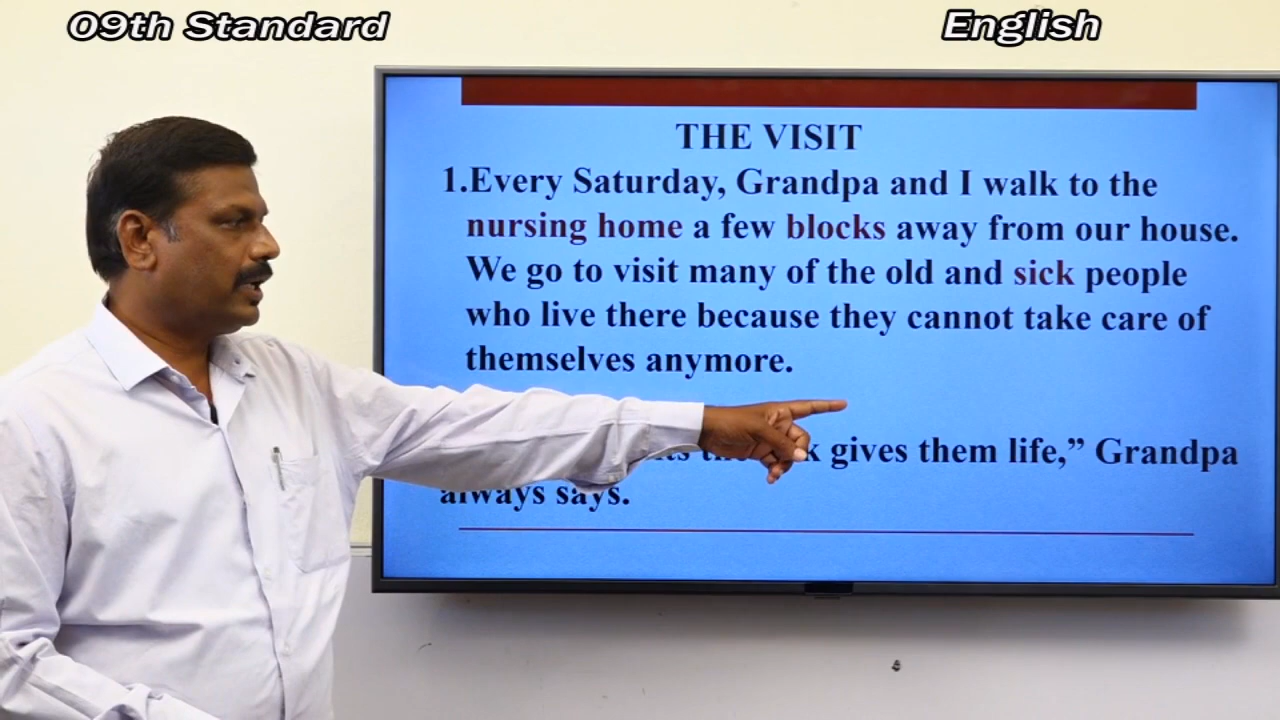 09th Standard
English
THE VISIT
1.Every Saturday, Grandpa and I walk to the
nursing home a few blocks away from our house.
We go to visit many of the old and sick people
who live there because they cannot take care of
themselves anymore.
gives them life,” Grandpa
always says.